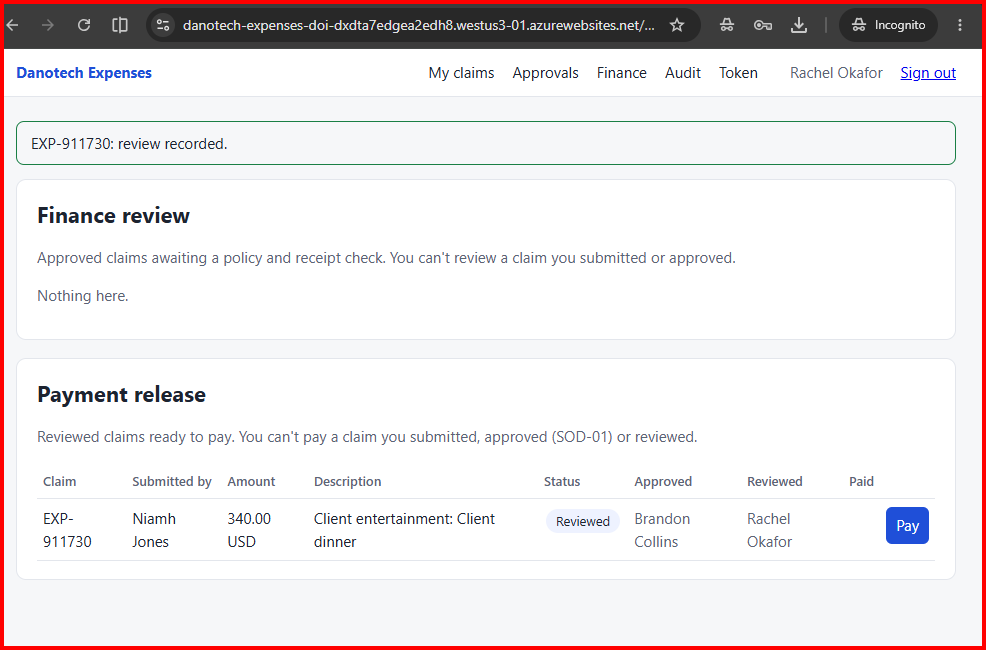 danotech-expenses-doi-dxdta7edgea2edh8.westus3-01.azurewebsites.net/...
Incognito
Danotech Expenses
My claims
Approvals
Finance
Audit
Token
Rachel Okafor
Sign out
EXP-911730: review recorded.
Finance review
Approved claims awaiting a policy and receipt check. You can't review a claim you submitted or approved.
Nothing here.
Payment release
Reviewed claims ready to pay. You can't pay a claim you submitted, approved (SOD-01) or reviewed.
Claim Submitted by Amount Description Status Approved Reviewed Paid
EXP- Niamh 340.00 Client entertainment: Client Reviewed Brandon Rachel Pay
911730 Jones USD dinner Collins Okafor